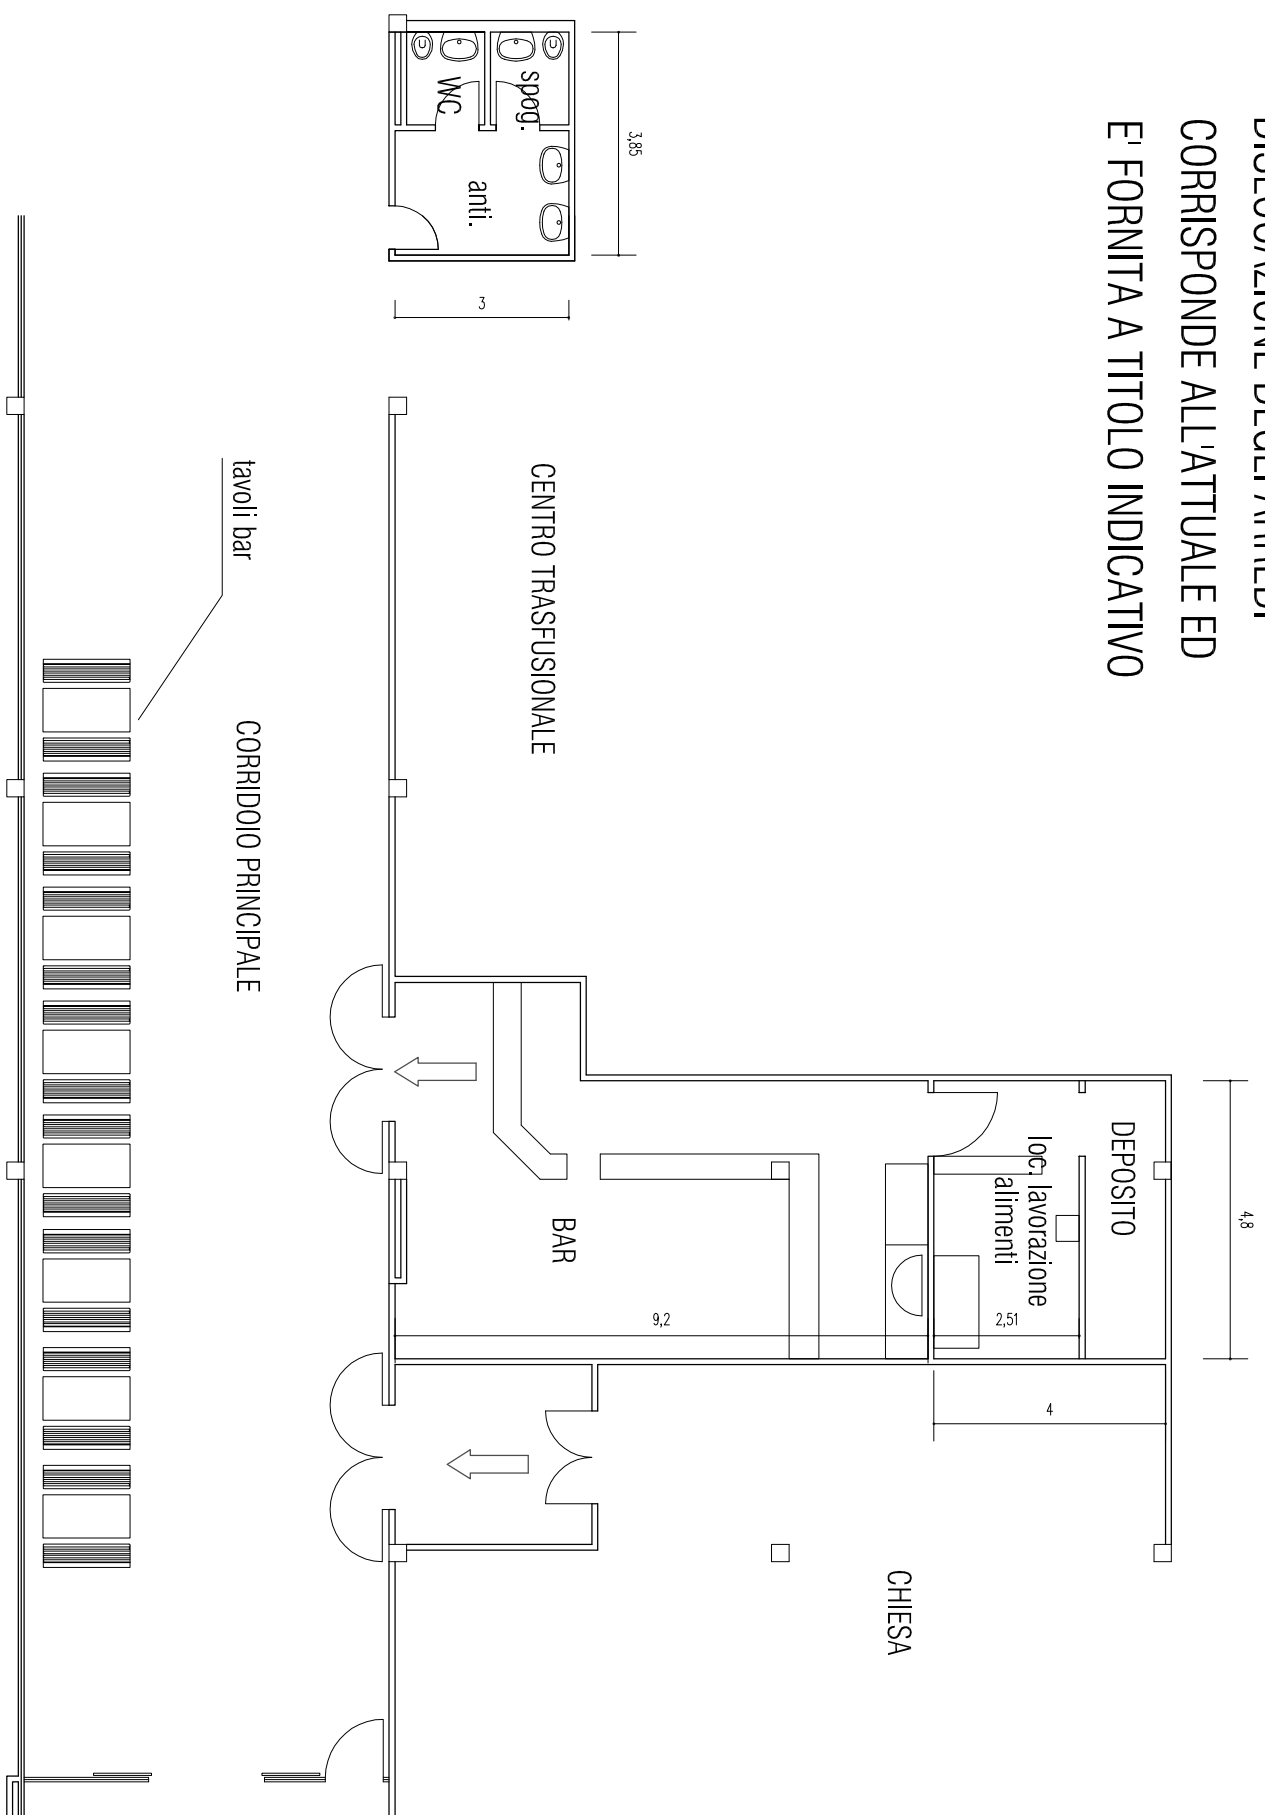 CORRISPONDE ALL'ATTUALE ED
E' FORNITA A TITOLO INDICATIVO
spog.
WC
anti.
3,85
3
CENTRO TRASFUSIONALE
tavoli bar
CORRIDOIO PRINCIPALE
DEPOSITO
loc. lavorazione
alimenti
BAR
4,8
9,2
2,51
4
CHIESA